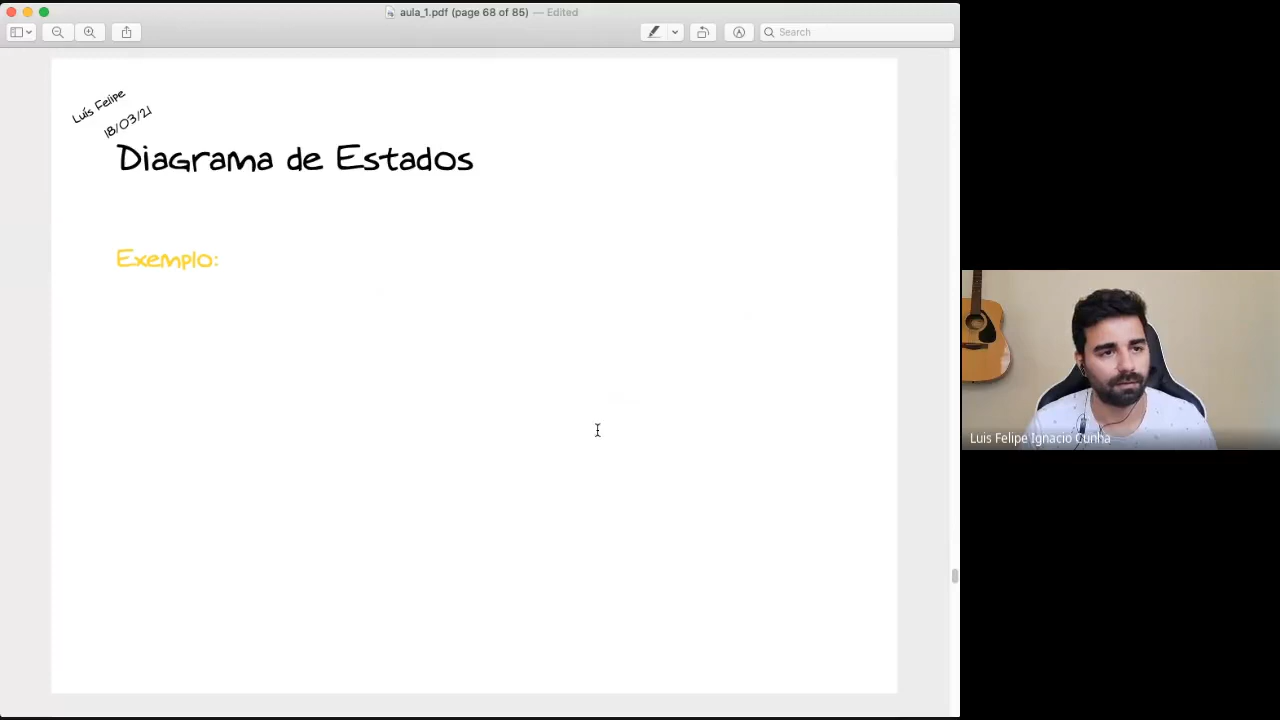 aula_1.pdf (page 68 of 85) — Edited
Search
Luís Felipe
18/03/21
Diagrama de Estados
Exemplo:
Luis Felipe Ignacio Cunha